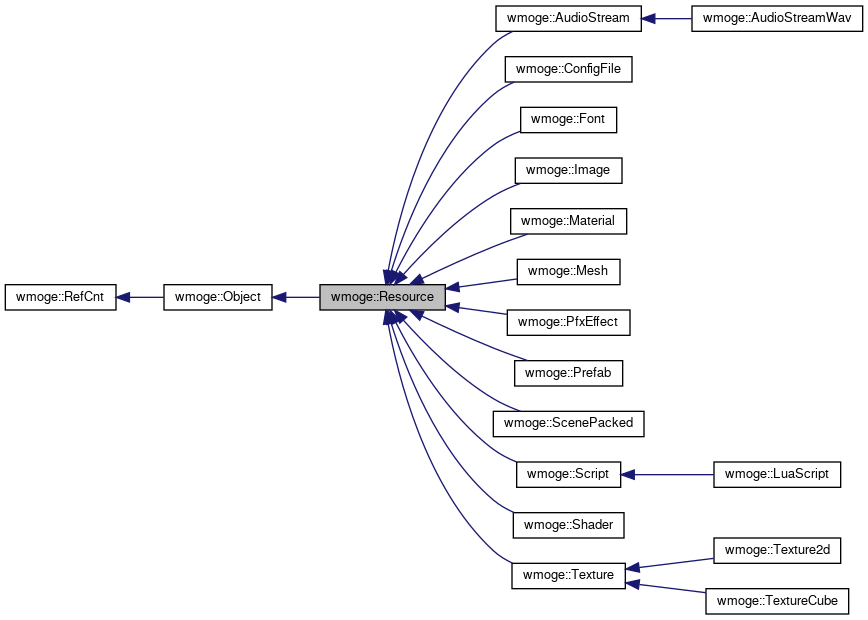 wmoge::AudioStream
wmoge::AudioStreamWav
wmoge::ConfigFile
wmoge::Font
wmoge::Image
wmoge::Material
wmoge::Mesh
wmoge::RefCnt
wmoge::Object
wmoge::Resource
wmoge::PfxEffect
wmoge::Prefab
wmoge::ScenePacked
wmoge::Script
wmoge::LuaScript
wmoge::Shader
wmoge::Texture2d
wmoge::Texture
wmoge::TextureCube